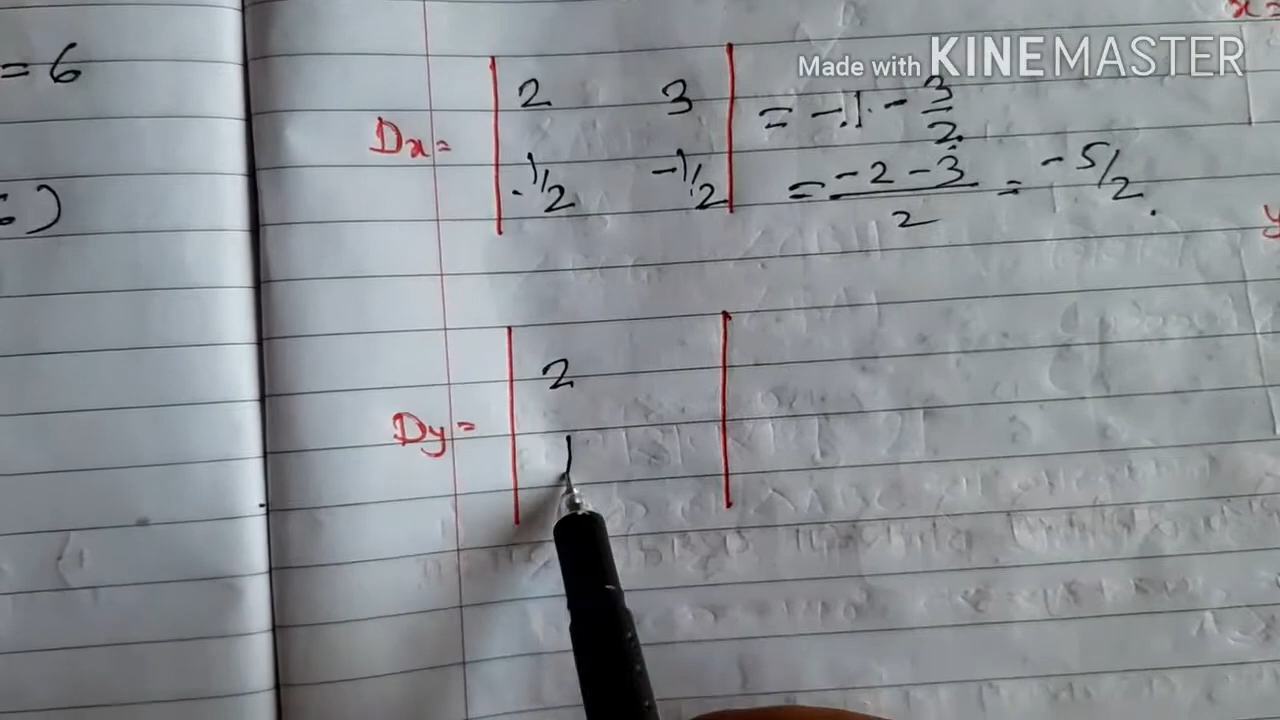 x=
Made with KINEMASTER
= 6
2 3 = -1 - 3/2
Dx=
-1/2 -1/2 = -2-3/2 = -5/2.
)
y
2
Dy=
1